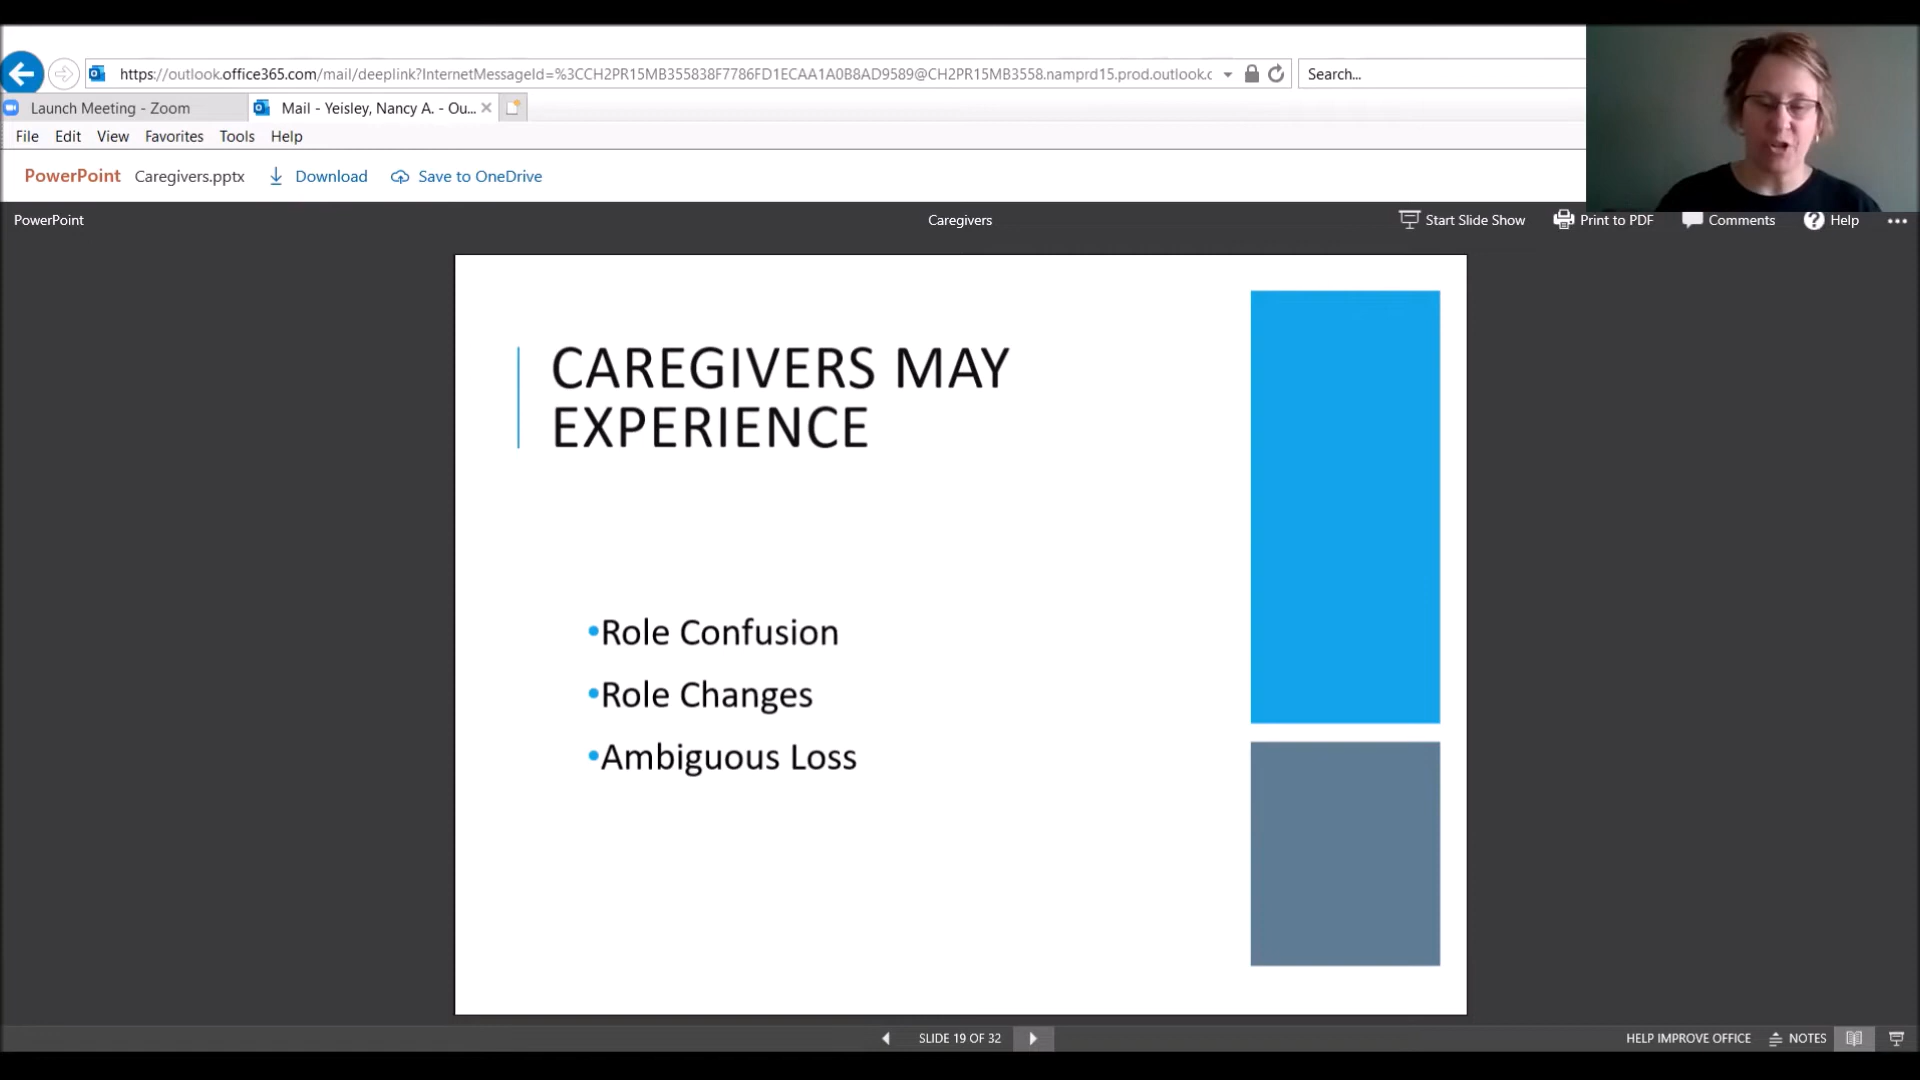 https://outlook.office365.com/mail/deeplink?InternetMessageId=%3CCH2PR15MB355838F7786FD1ECAA1A0B8AD9589@CH2PR15MB3558.namprd15.prod.outlook.c
Search...
Launch Meeting - Zoom
Mail - Yeisley, Nancy A. - Ou...
File Edit View Favorites Tools Help
PowerPoint Caregivers.pptx Download Save to OneDrive
PowerPoint Caregivers Start Slide Show Print to PDF Comments Help
CAREGIVERS MAY
EXPERIENCE
•Role Confusion
•Role Changes
•Ambiguous Loss
SLIDE 19 OF 32 HELP IMPROVE OFFICE NOTES